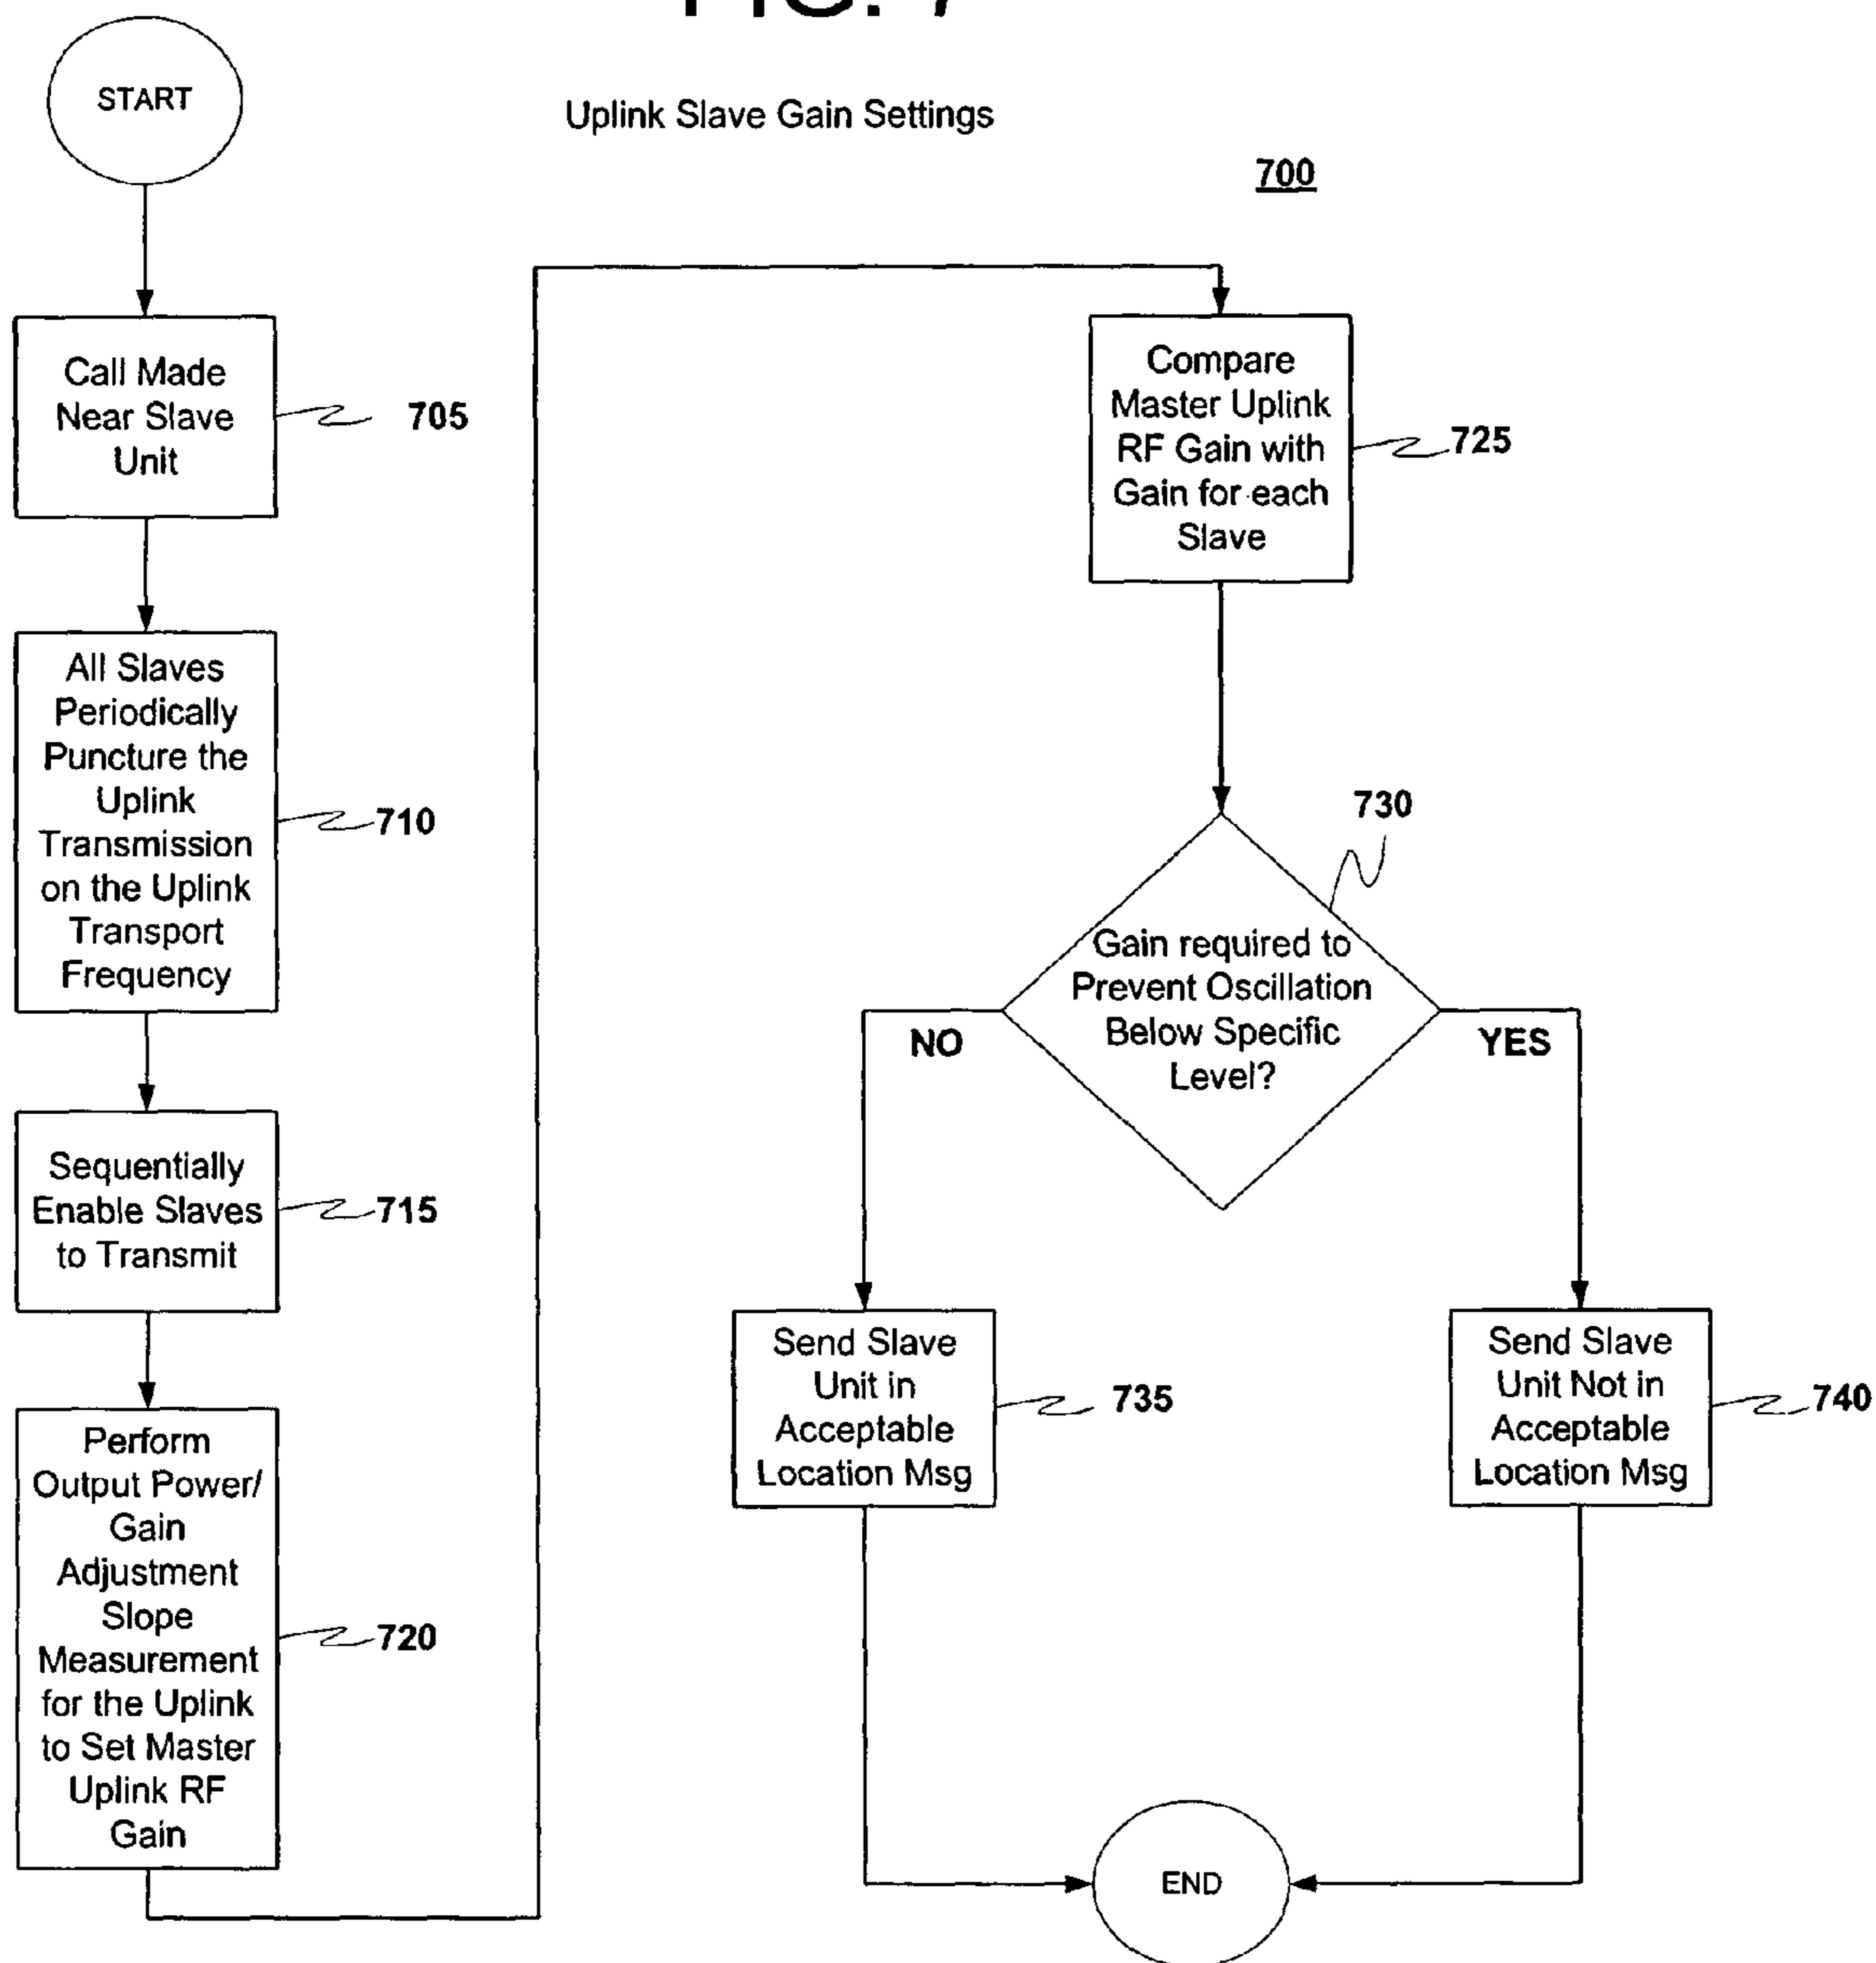 FIG. 7
START
Uplink Slave Gain Settings
700
Call Made
Near Slave
Unit
705
All Slaves
Periodically
Puncture the
Uplink
Transmission
on the Uplink
Transport
Frequency
710
Sequentially
Enable Slaves
to Transmit
715
Perform
Output Power/
Gain
Adjustment
Slope
Measurement
for the Uplink
to Set Master
Uplink RF
Gain
720
Compare
Master Uplink
RF Gain with
Gain for each
Slave
725
730
Gain required to
Prevent Oscillation
Below Specific
Level?
NO
YES
Send Slave
Unit in
Acceptable
Location Msg
735
Send Slave
Unit Not in
Acceptable
Location Msg
740
END